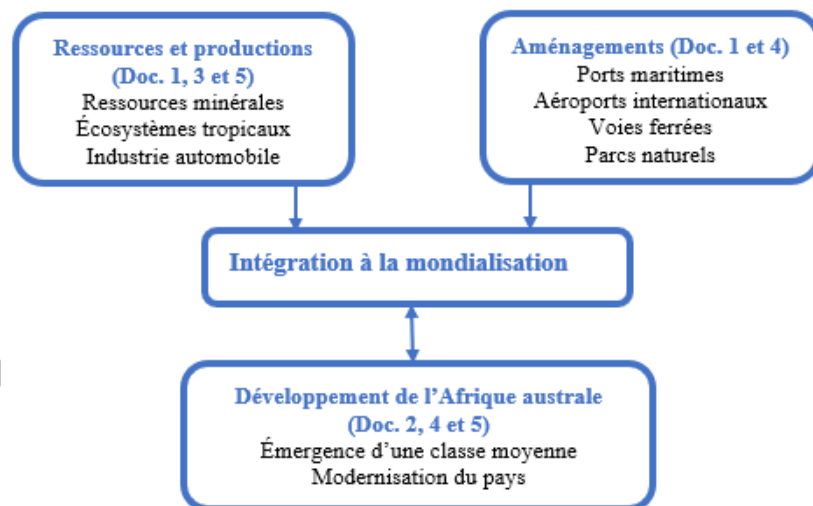 Ressources et productions
(Doc. 1, 3 et 5)
Ressources minérales
Écosystèmes tropicaux
Industrie automobile
Aménagements (Doc. 1 et 4)
Ports maritimes
Aéroports internationaux
Voies ferrées
Parcs naturels
Intégration à la mondialisation
Développement de l’Afrique australe
(Doc. 2, 4 et 5)
Émergence d’une classe moyenne
Modernisation du pays